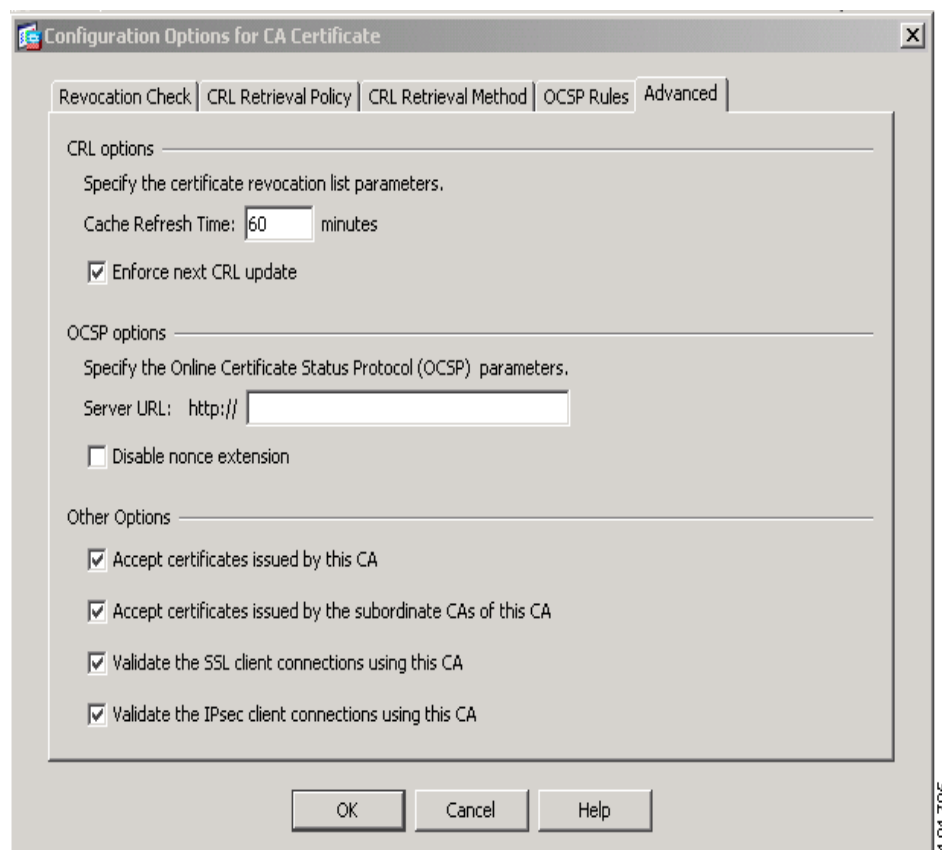 Configuration Options for CA Certificate
Revocation Check CRL Retrieval Policy CRL Retrieval Method OCSP Rules Advanced
CRL options
Specify the certificate revocation list parameters.
Cache Refresh Time: 60 minutes
Enforce next CRL update
OCSP options
Specify the Online Certificate Status Protocol (OCSP) parameters.
Server URL: http://
Disable nonce extension
Other Options
Accept certificates issued by this CA
Accept certificates issued by the subordinate CAs of this CA
Validate the SSL client connections using this CA
Validate the IPsec client connections using this CA
OK Cancel Help